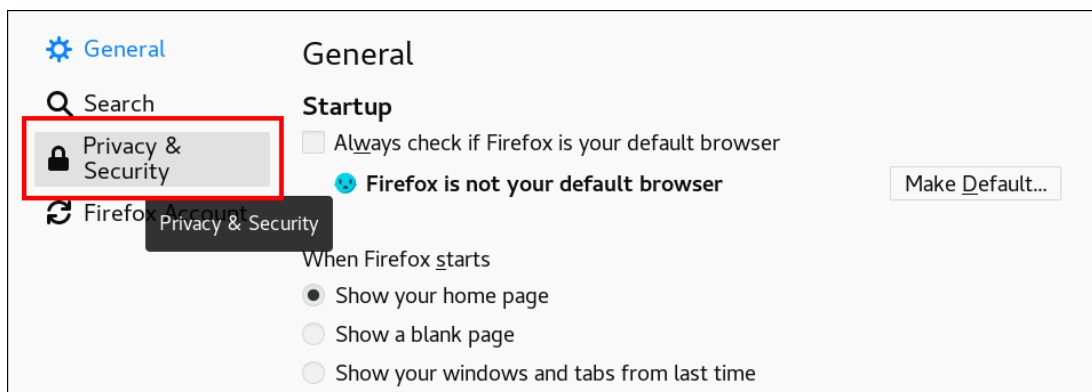 General
Search
Privacy &
Security
Firefox Account
Privacy & Security
General
Startup
Always check if Firefox is your default browser
Firefox is not your default browser
Make Default...
When Firefox starts
Show your home page
Show a blank page
Show your windows and tabs from last time